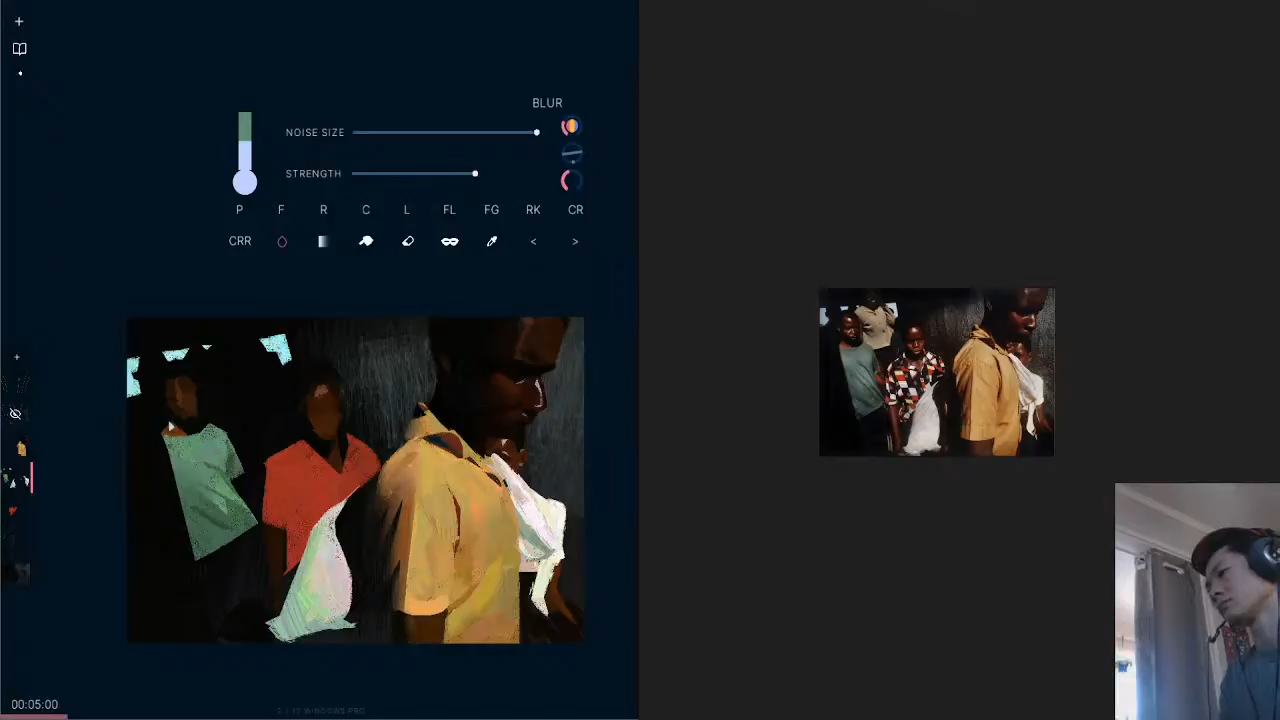 BLUR
NOISE SIZE
STRENGTH
P F R C L FL FG RK CR
CRR < >
00:05:00